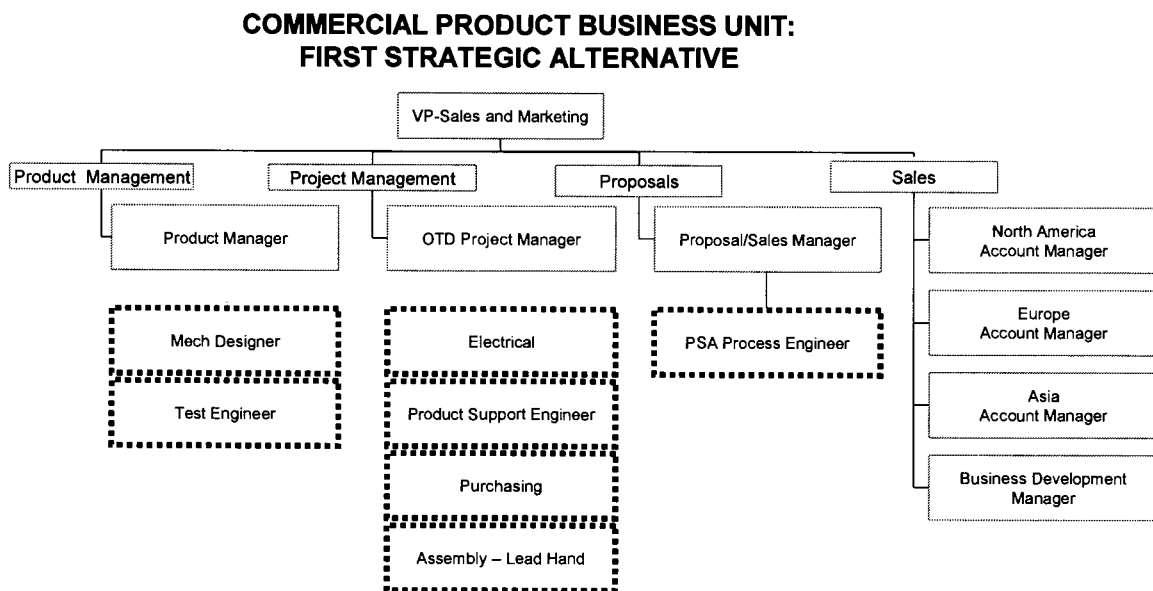 COMMERCIAL PRODUCT BUSINESS UNIT:
FIRST STRATEGIC ALTERNATIVE
VP-Sales and Marketing
Product Management
Project Management
Proposals
Sales
Product Manager
OTD Project Manager
Proposal/Sales Manager
North America
Account Manager
Mech Designer
Electrical
PSA Process Engineer
Europe
Account Manager
Test Engineer
Product Support Engineer
Asia
Account Manager
Purchasing
Business Development
Manager
Assembly – Lead Hand